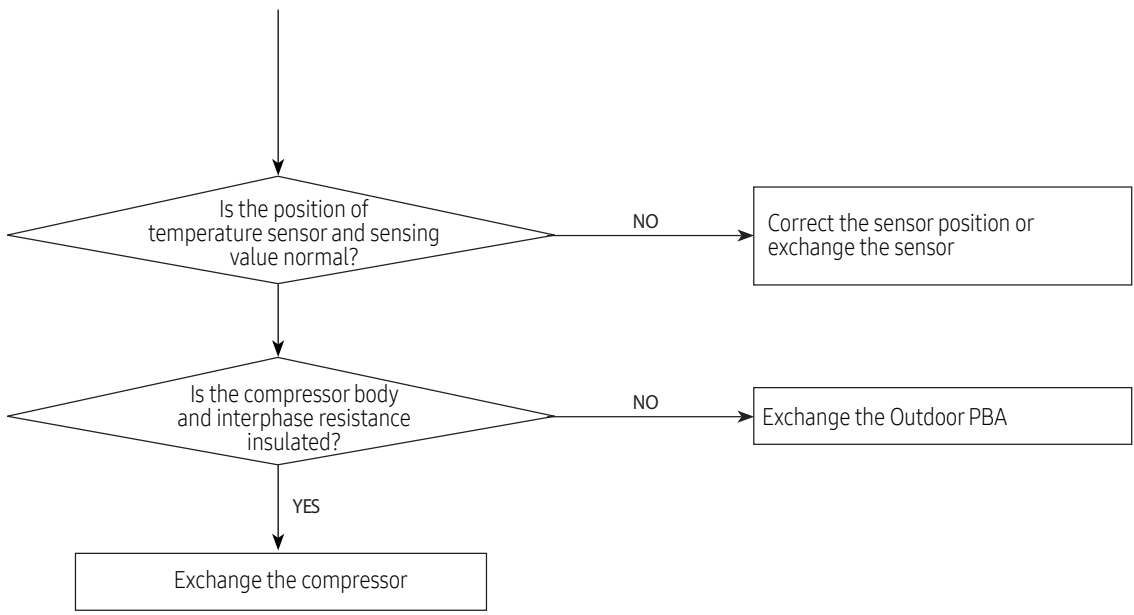 Is the position of
temperature sensor and sensing
value normal?
NO
Correct the sensor position or
exchange the sensor
Is the compressor body
and interphase resistance
insulated?
NO
Exchange the Outdoor PBA
YES
Exchange the compressor